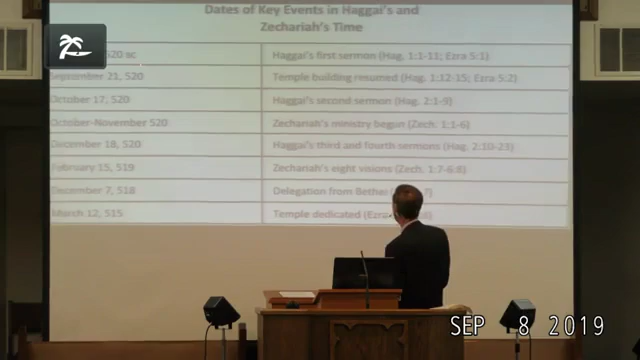 Dates of Key Events in Haggai's and
Zechariah's Time
520 BC Haggai's first sermon (Hag. 1:1-11; Ezra 5:1)
September 21, 520 Temple building resumed (Hag. 1:12-15; Ezra 5:2)
October 17, 520 Haggai's second sermon (Hag. 2:1-9)
October-November 520 Zechariah's ministry begun (Zech. 1:1-6)
December 18, 520 Haggai's third and fourth sermons (Hag. 2:10-23)
February 15, 519 Zechariah's eight visions (Zech. 1:7-6:8)
December 7, 518 Delegation from Bethel
March 12, 515 Temple dedicated (Ezra
SEP 8 2019